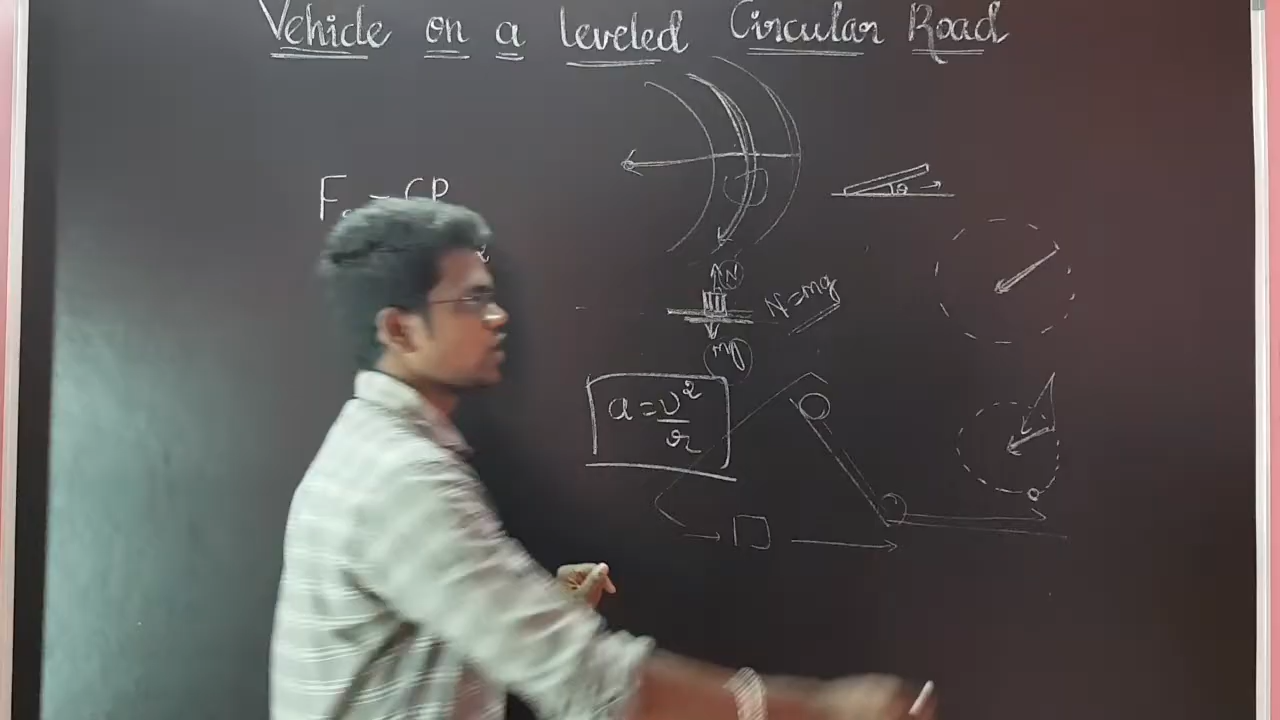 Vehicle on a leveled Circular Road
θ
N
N = mg
mg
a = v²/r